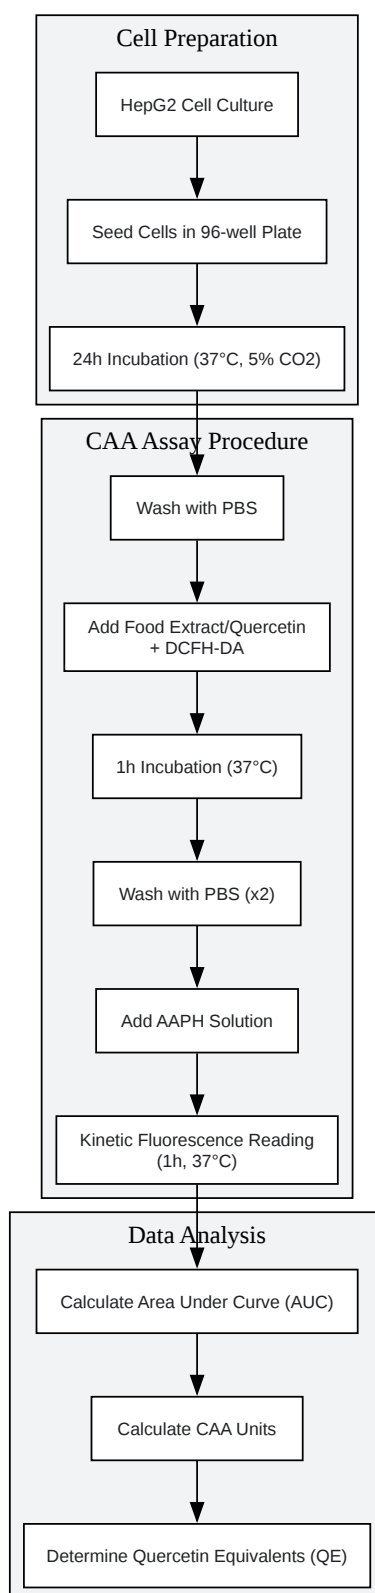 Cell Preparation
HepG2 Cell Culture
Seed Cells in 96-well Plate
24h Incubation (37°C, 5% CO2)
CAA Assay Procedure
Wash with PBS
Add Food Extract/Quercetin
+ DCFH-DA
1h Incubation (37°C)
Wash with PBS (x2)
Add AAPH Solution
Kinetic Fluorescence Reading
(1h, 37°C)
Data Analysis
Calculate Area Under Curve (AUC)
Calculate CAA Units
Determine Quercetin Equivalents (QE)